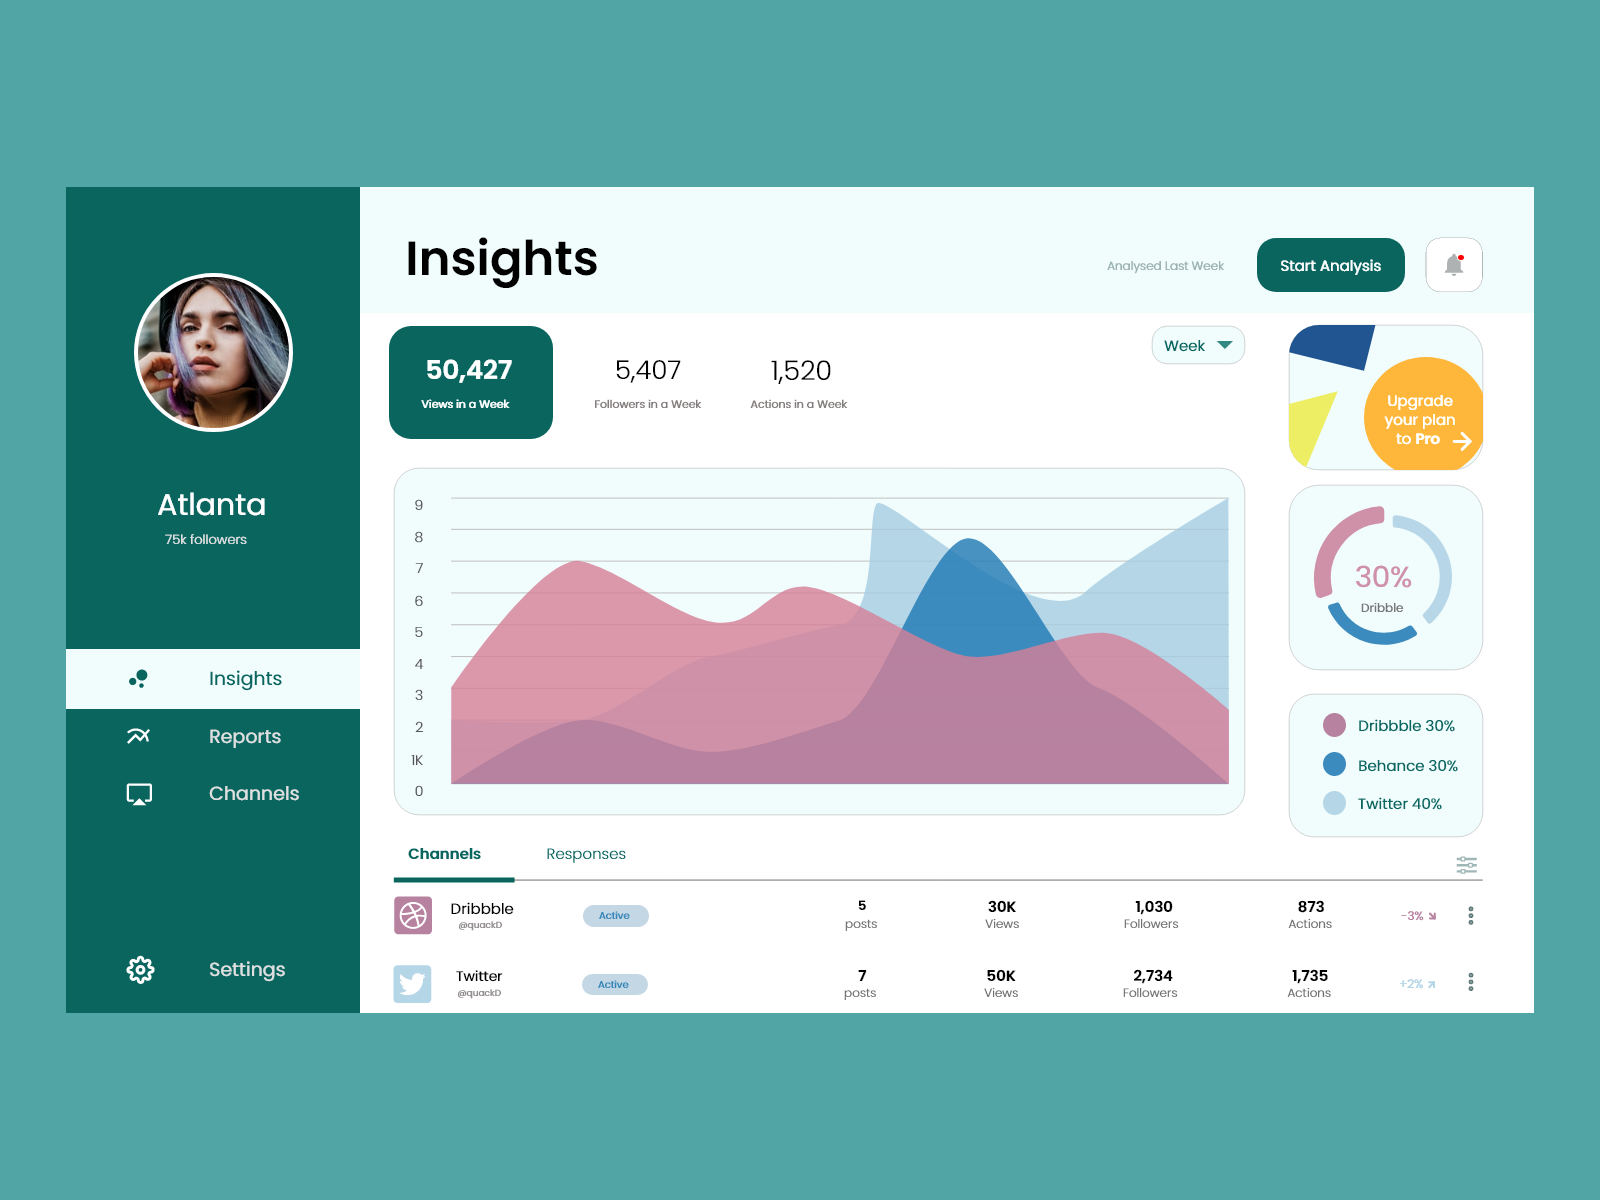 Insights
Analysed Last Week
Start Analysis
Atlanta
75k followers
Insights
Reports
Channels
Settings
50,427
Views in a Week
5,407
Followers in a Week
1,520
Actions in a Week
Week
Upgrade
your plan
to Pro
9
8
7
6
5
4
3
2
1K
0
30%
Dribble
Dribbble 30%
Behance 30%
Twitter 40%
Channels
Responses
Dribbble
@quackD
Active
5
posts
30K
Views
1,030
Followers
873
Actions
-3%
Twitter
@quackD
Active
7
posts
50K
Views
2,734
Followers
1,735
Actions
+2%